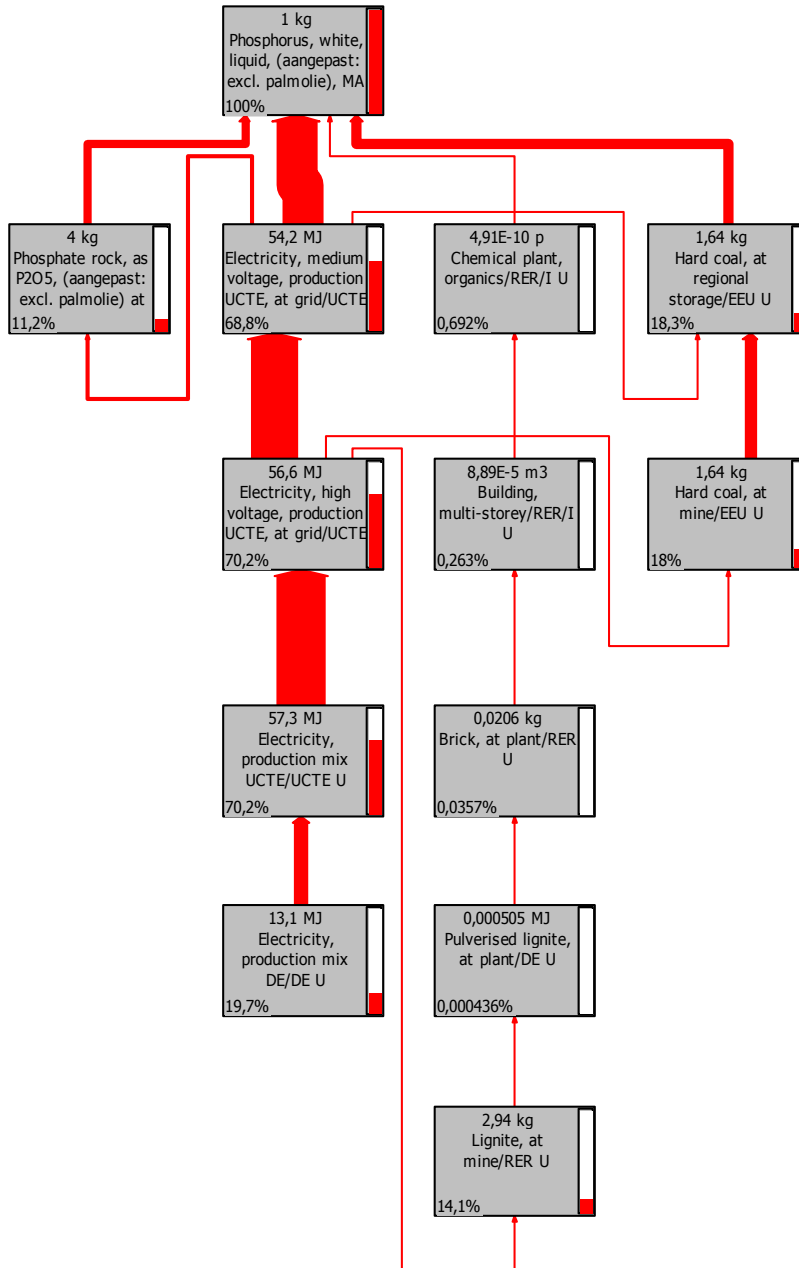 1 kg
Phosphorus, white,
liquid, (aangepast:
excl. palmolie), MA
100%
4 kg
Phosphate rock, as
P2O5, (aangepast:
excl. palmolie) at
11,2%
54,2 MJ
Electricity, medium
voltage, production
UCTE, at grid/UCTE
68,8%
4,91E-10 p
Chemical plant,
organics/RER/I U
0,692%
1,64 kg
Hard coal, at
regional
storage/EEU U
18,3%
56,6 MJ
Electricity, high
voltage, production
UCTE, at grid/UCTE
70,2%
8,89E-5 m3
Building,
multi-storey/RER/I
U
0,263%
1,64 kg
Hard coal, at
mine/EEU U
18%
57,3 MJ
Electricity,
production mix
UCTE/UCTE U
70,2%
0,0206 kg
Brick, at plant/RER
U
0,0357%
13,1 MJ
Electricity,
production mix
DE/DE U
19,7%
0,000505 MJ
Pulverised lignite,
at plant/DE U
0,000436%
2,94 kg
Lignite, at
mine/RER U
14,1%